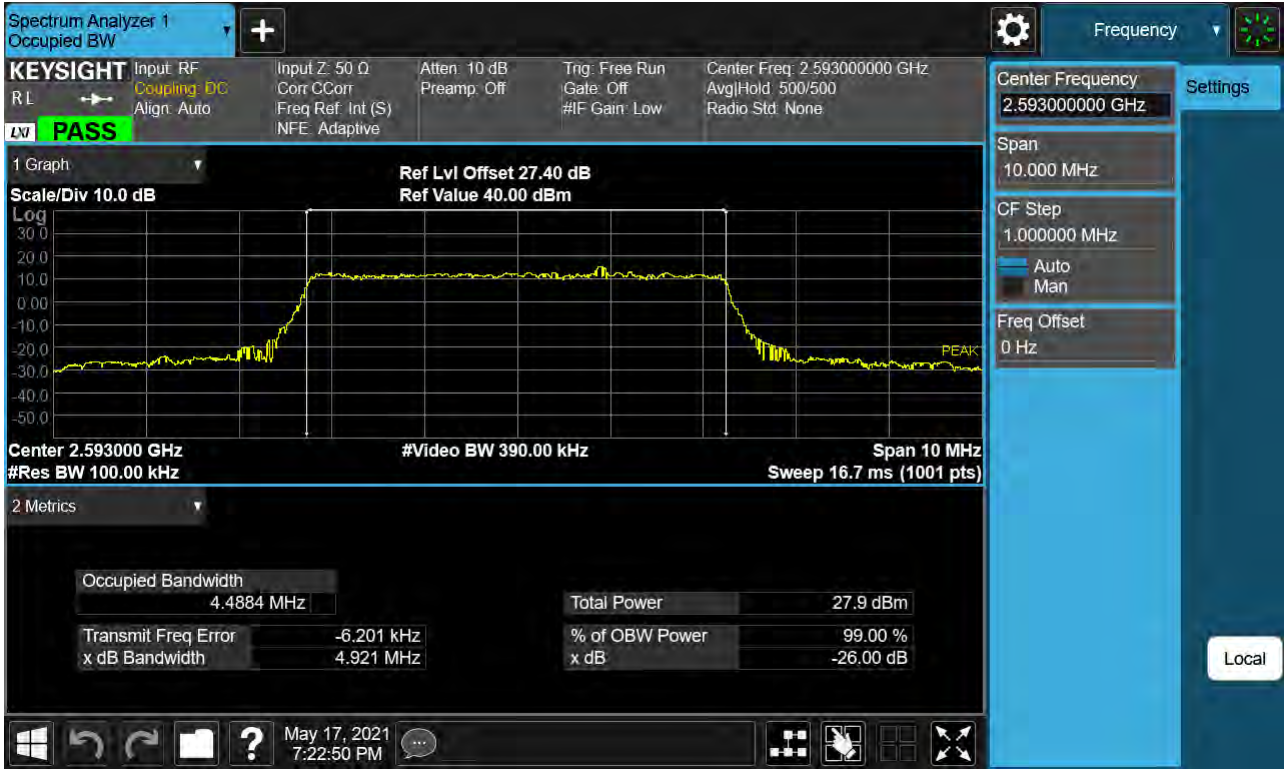 Spectrum Analyzer 1
Occupied BW
Frequency
KEYSIGHT
R L
LXI PASS
Input: RF
Coupling: DC
Align: Auto
Input Z: 50 Ω
Corr CCorr
Freq Ref: Int (S)
NFE: Adaptive
Atten: 10 dB
Preamp: Off
Trig: Free Run
Gate: Off
#IF Gain: Low
Center Freq: 2.593000000 GHz
Avg|Hold: 500/500
Radio Std: None
Center Frequency
2.593000000 GHz
Settings
Span
10.000 MHz
CF Step
1.000000 MHz
Auto
Man
Freq Offset
0 Hz
1 Graph
Scale/Div 10.0 dB
Ref Lvl Offset 27.40 dB
Ref Value 40.00 dBm
Log
30.0
20.0
10.0
0.00
-10.0
-20.0
-30.0
-40.0
-50.0
PEAK
Center 2.593000 GHz
#Video BW 390.00 kHz
Span 10 MHz
#Res BW 100.00 kHz
Sweep 16.7 ms (1001 pts)
2 Metrics
Occupied Bandwidth
4.4884 MHz
Total Power 27.9 dBm
Transmit Freq Error -6.201 kHz
% of OBW Power 99.00 %
x dB Bandwidth 4.921 MHz
x dB -26.00 dB
Local
?
May 17, 2021
7:22:50 PM